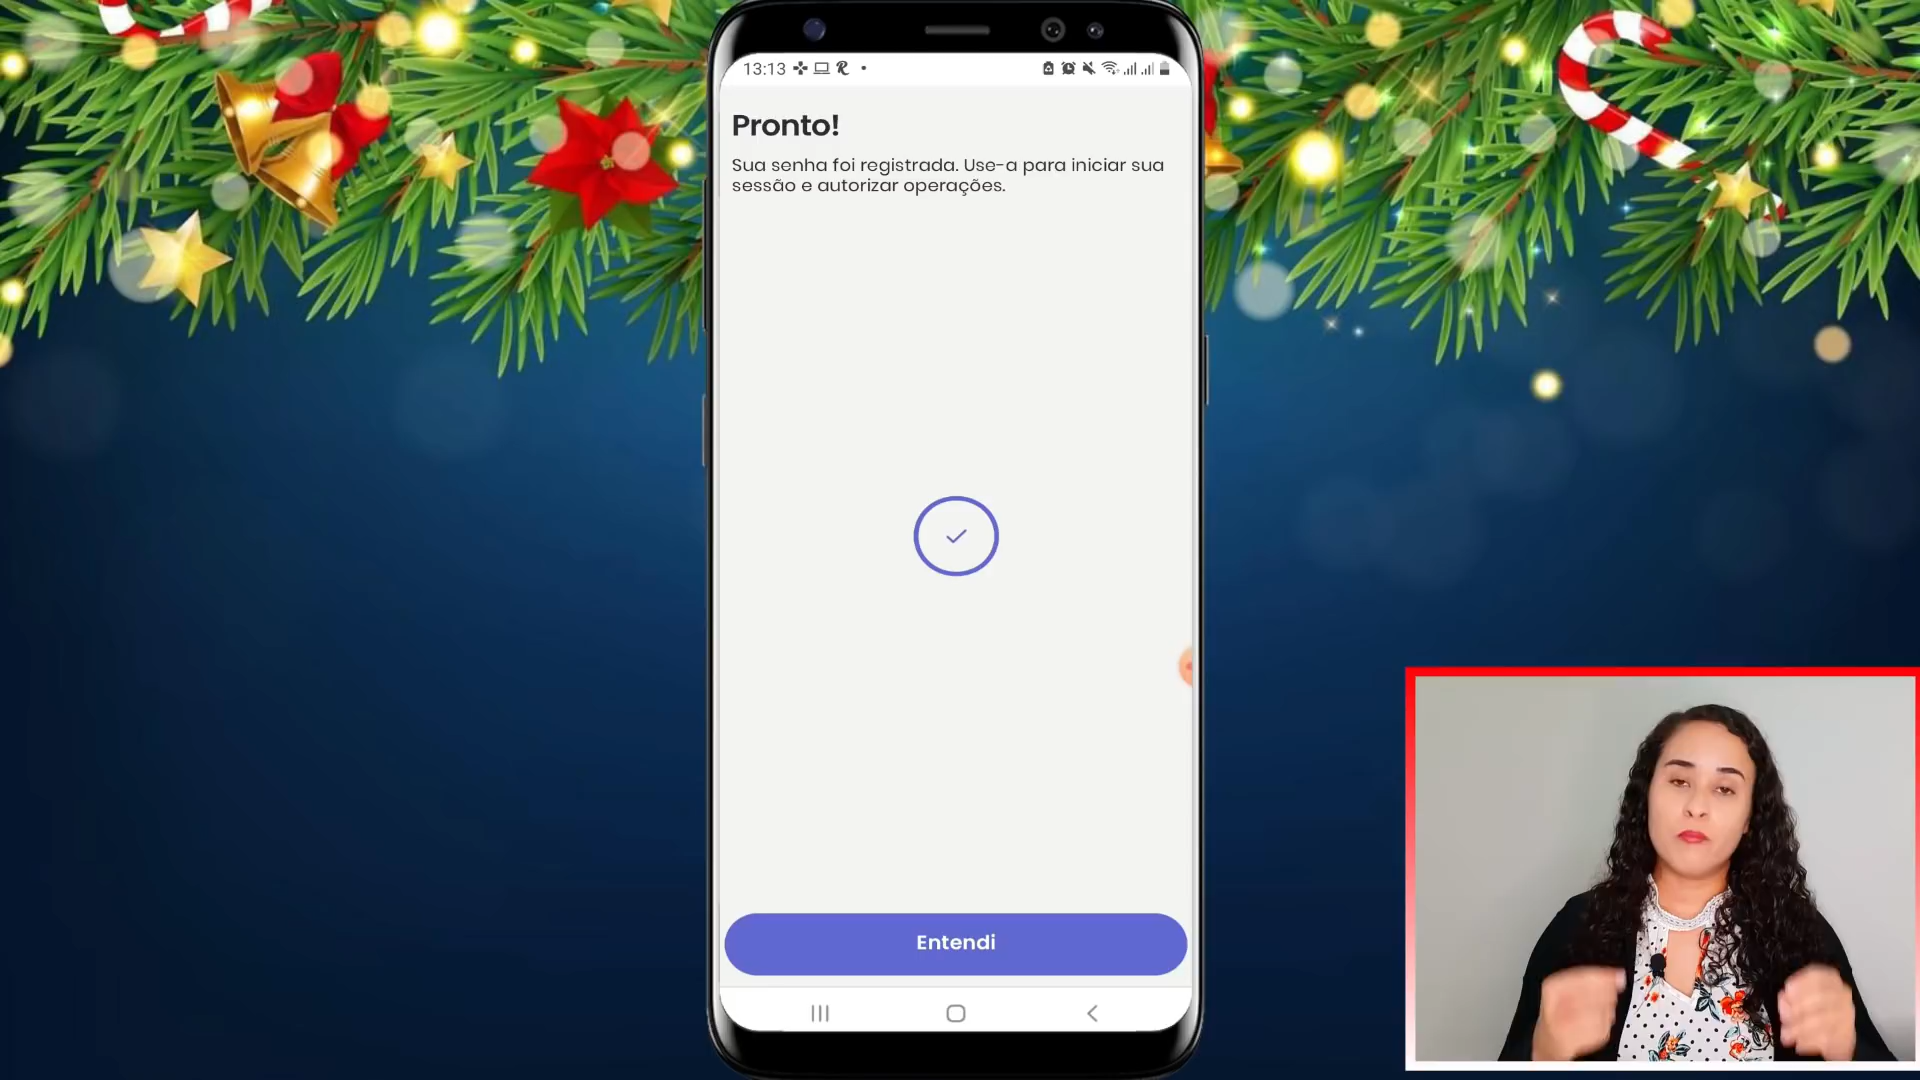 13:13
Pronto!
Sua senha foi registrada. Use-a para iniciar sua
sessão e autorizar operações.
Entendi